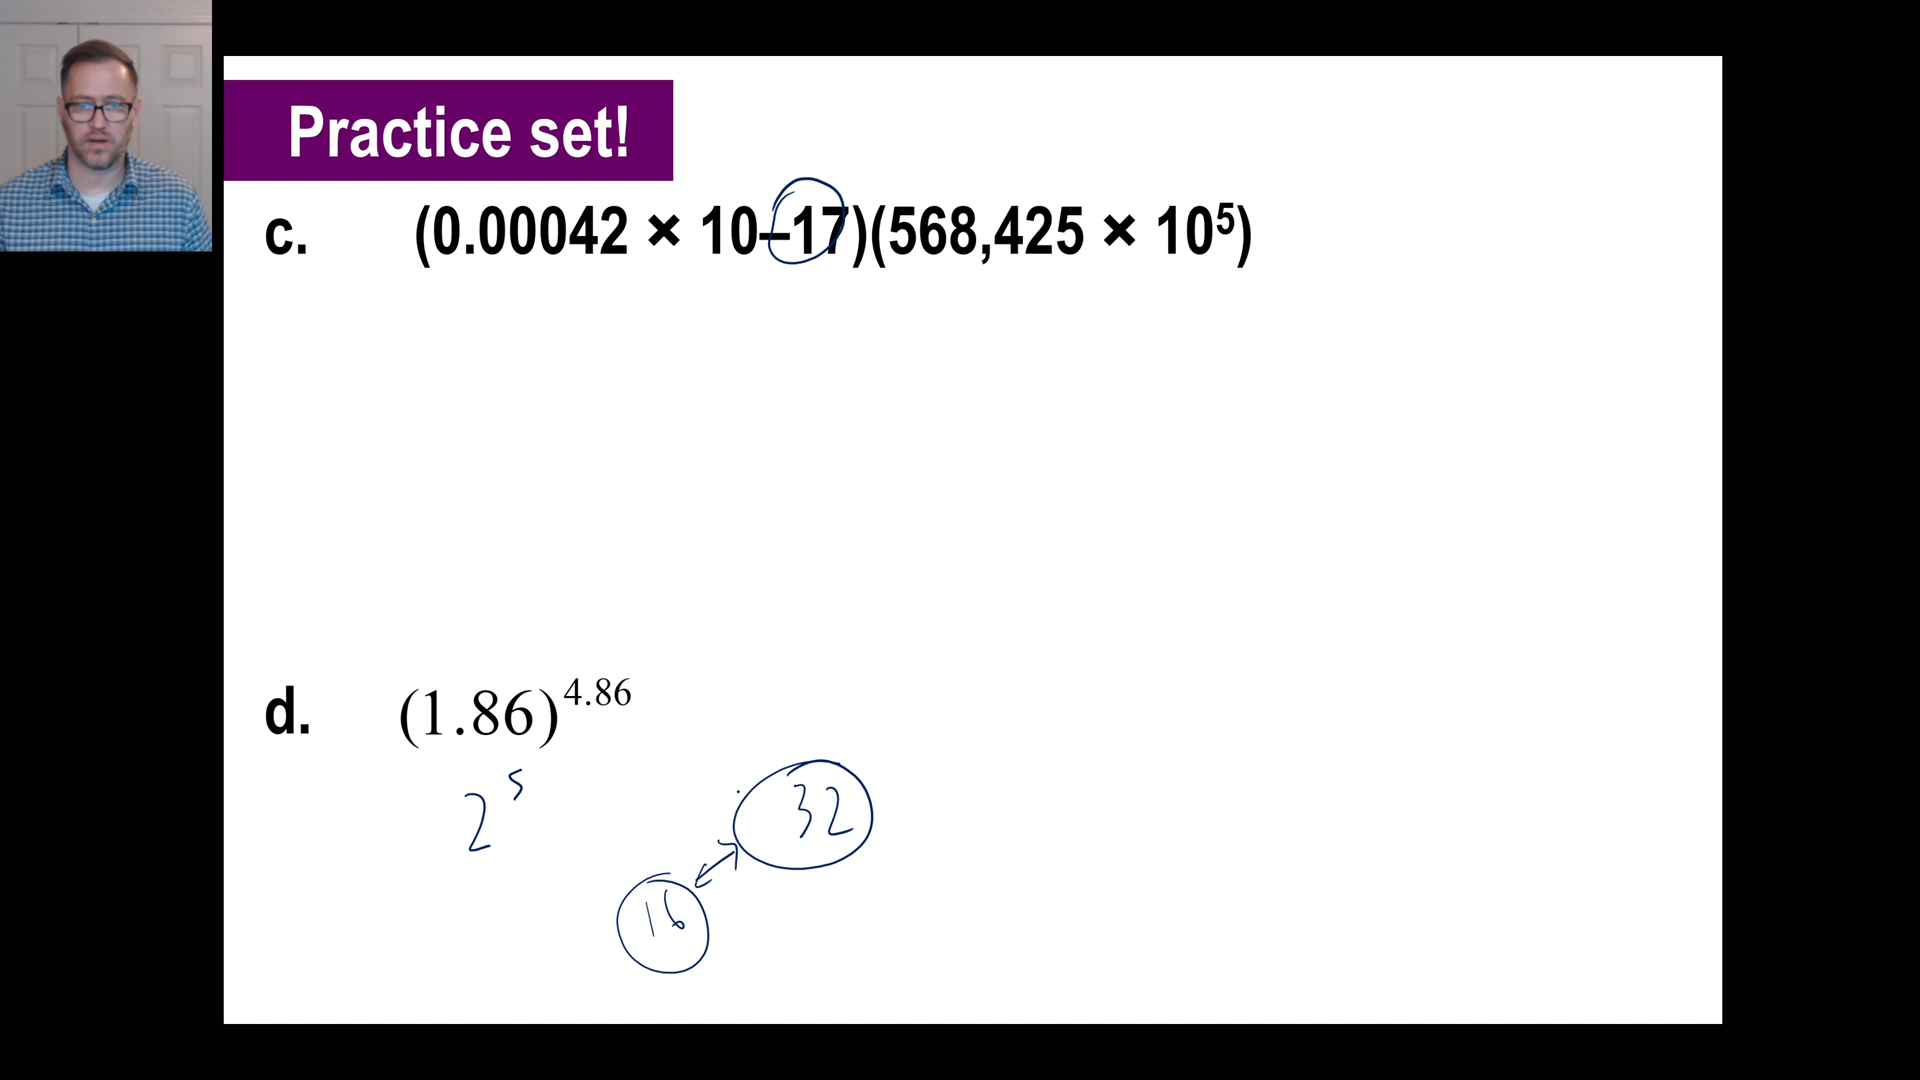 Practice set!
c. (0.00042 × 10–17)(568,425 × 10⁵)
d. (1.86)⁴·⁸⁶
2⁵ 32
16